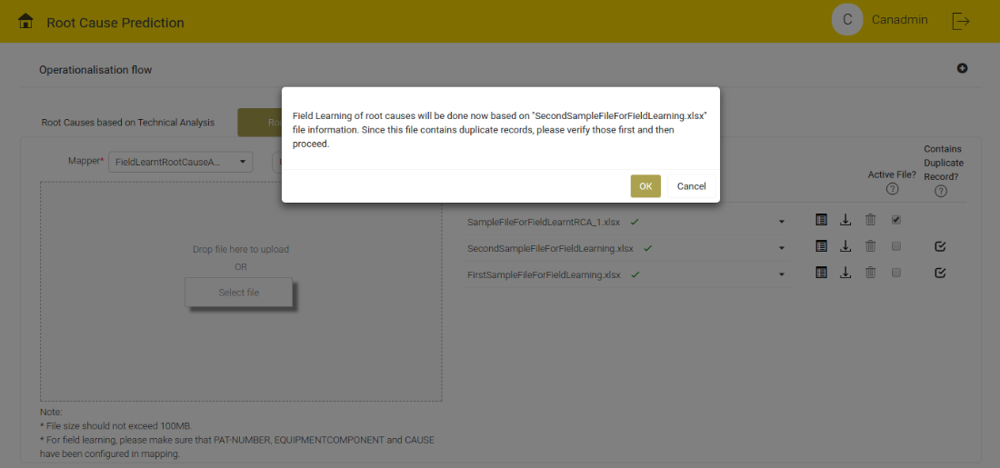 Root Cause Prediction
C
Canadmin
Operationalisation flow
Field Learning of root causes will be done now based on "SecondSampleFileForFieldLearning.xlsx"
file information. Since this file contains duplicate records, please verify those first and then
proceed.
OK
Cancel
Root Causes based on Technical Analysis
Mapper*
FieldLearntRootCauseA...
Active File?
?
Contains
Duplicate
Record?
?
Drop file here to upload
OR
Select file
SampleFileForFieldLearntRCA_1.xlsx
SecondSampleFileForFieldLearning.xlsx
FirstSampleFileForFieldLearning.xlsx
Note:
* File size should not exceed 100MB.
* For field learning, please make sure that PAT-NUMBER, EQUIPMENTCOMPONENT and CAUSE
have been configured in mapping.